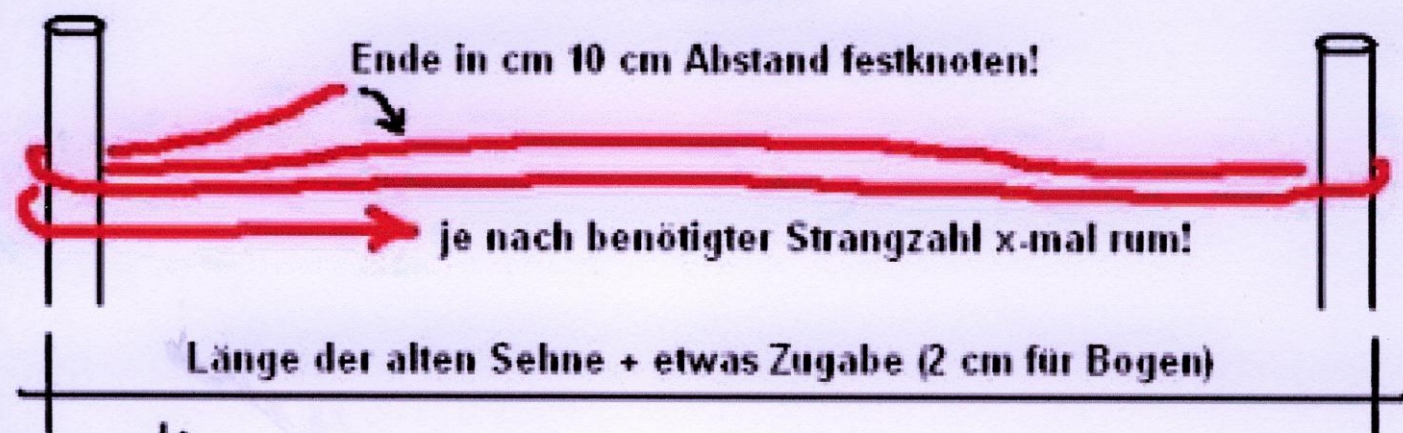 Ende in cm 10 cm Abstand festknoten!
je nach benötigter Strangzahl x-mal rum!
Länge der alten Sehne + etwas Zugabe (2 cm für Bogen)